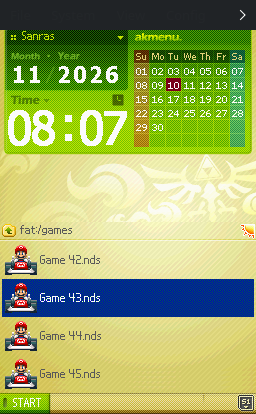 Sanras
akmenu.
Month Year
11 / 2026
Time
08:07
Su Mo Tu We Th Fr Sa
01 02 03 04 05 06 07
08 09 10 11 12 13 14
15 16 17 18 19 20 21
22 23 24 25 26 27 28
29 30
fat:/games
Game 42.nds
Game 43.nds
Game 44.nds
Game 45.nds
START
S1